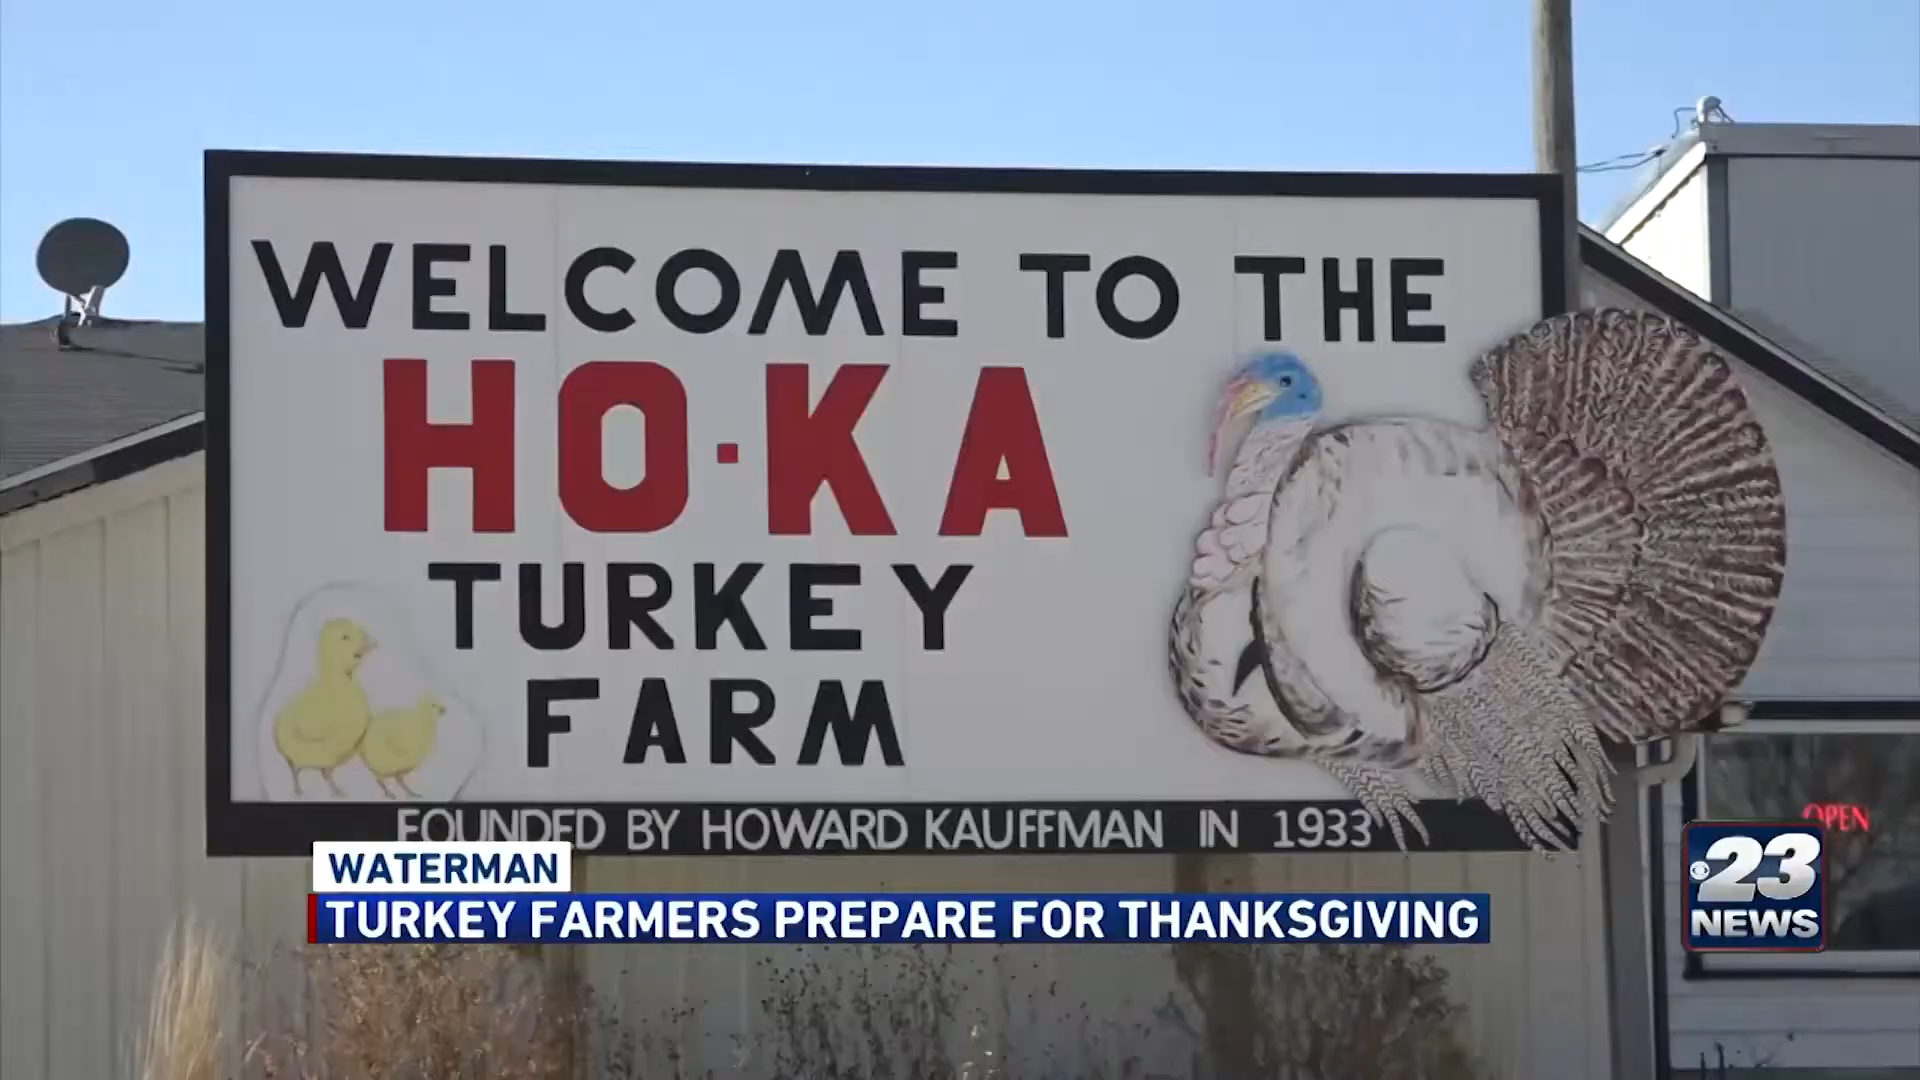 WELCOME TO THE
HO·KA
TURKEY
FARM
FOUNDED BY HOWARD KAUFFMAN IN 1933
OPEN
WATERMAN
TURKEY FARMERS PREPARE FOR THANKSGIVING
23
NEWS